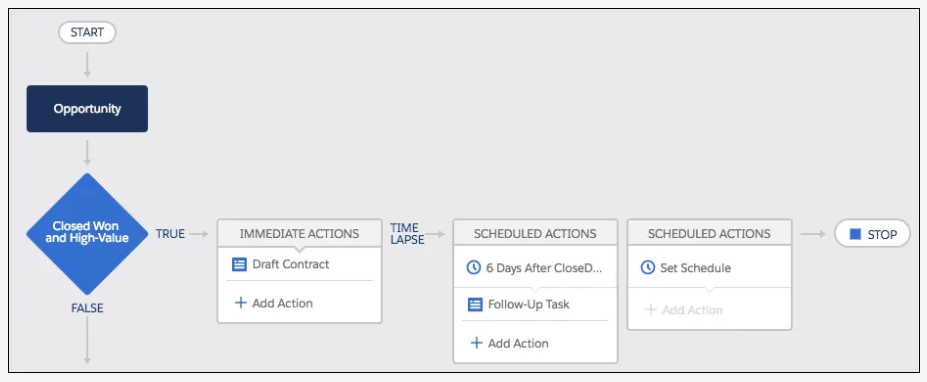 START
Opportunity
Closed Won
and High-Value
TRUE
IMMEDIATE ACTIONS
Draft Contract
Add Action
TIME
LAPSE
SCHEDULED ACTIONS
6 Days After CloseD...
Follow-Up Task
Add Action
SCHEDULED ACTIONS
Set Schedule
Add Action
STOP
FALSE